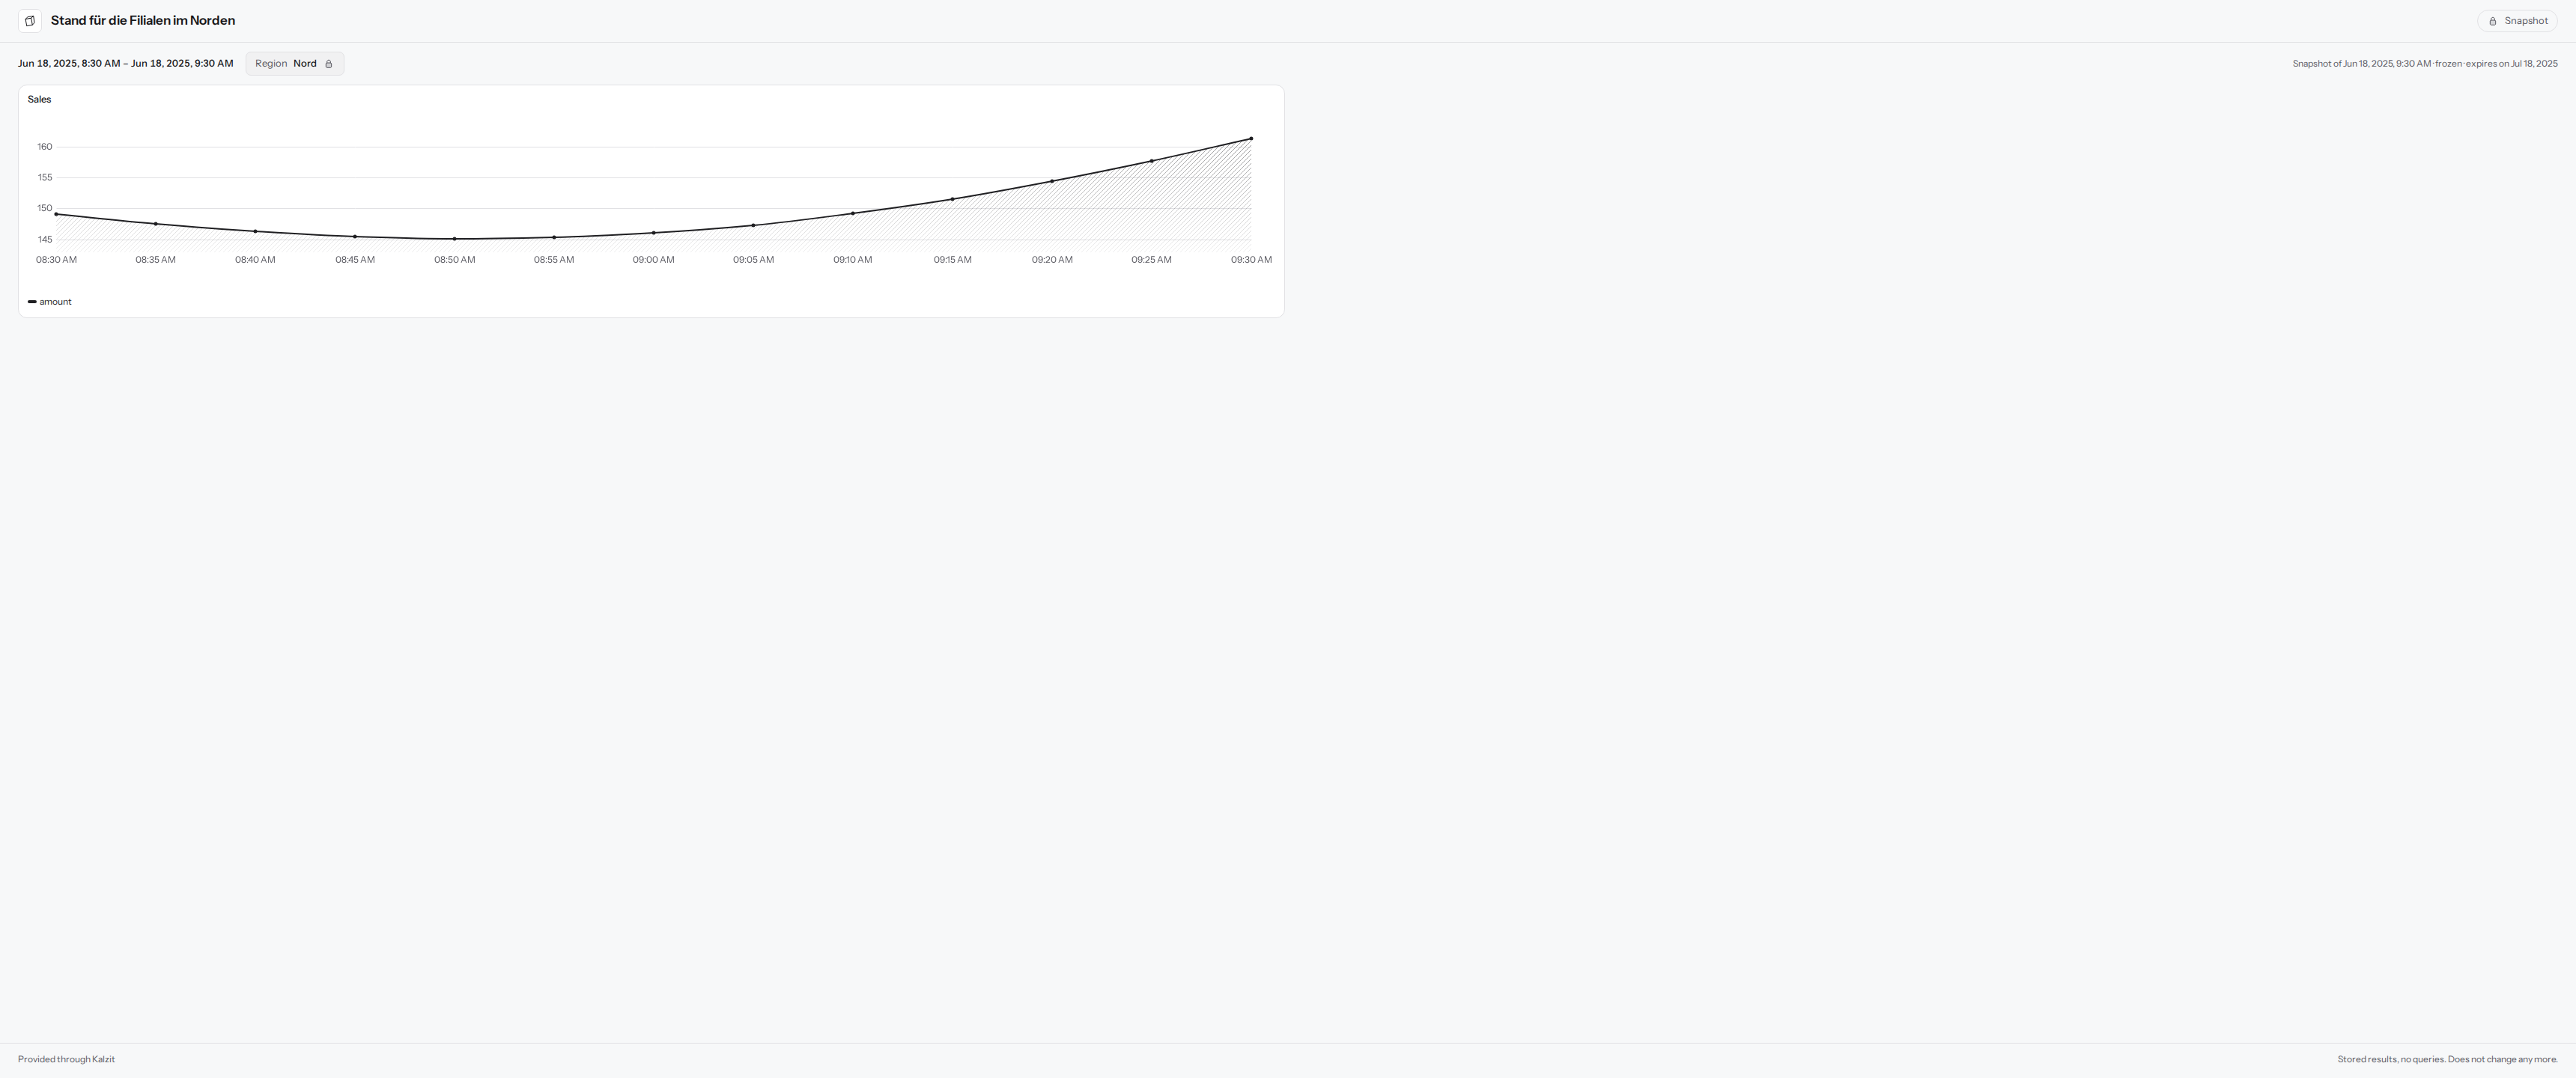 Stand für die Filialen im Norden
Snapshot
Jun 18, 2025, 8:30 AM – Jun 18, 2025, 9:30 AM
Region Nord
Snapshot of Jun 18, 2025, 9:30 AM · frozen · expires on Jul 18, 2025
Sales
160
155
150
145
08:30 AM 08:35 AM 08:40 AM 08:45 AM 08:50 AM 08:55 AM 09:00 AM 09:05 AM 09:10 AM 09:15 AM 09:20 AM 09:25 AM 09:30 AM
amount
Provided through Kalzit
Stored results, no queries. Does not change any more.